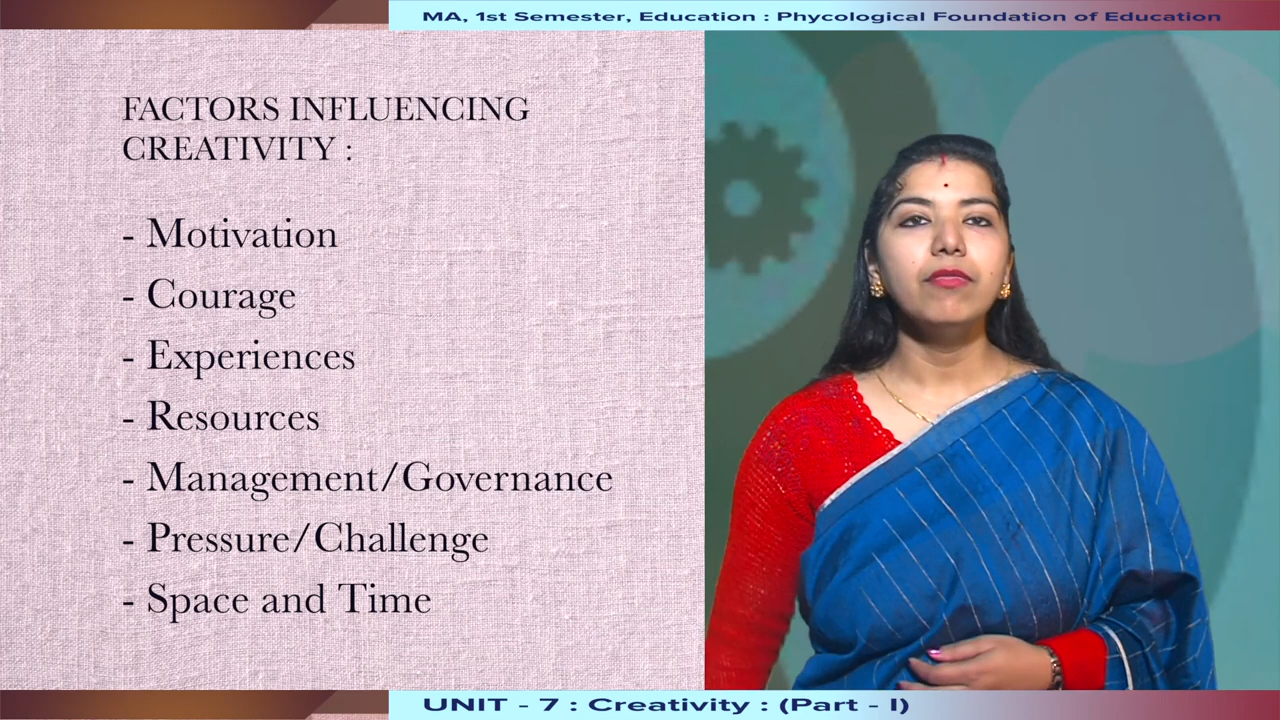 MA, 1st Semester, Education : Phycological Foundation of Education
FACTORS INFLUENCING
CREATIVITY :
- Motivation
- Courage
- Experiences
- Resources
- Management/Governance
- Pressure/Challenge
- Space and Time
UNIT - 7 : Creativity : (Part - I)